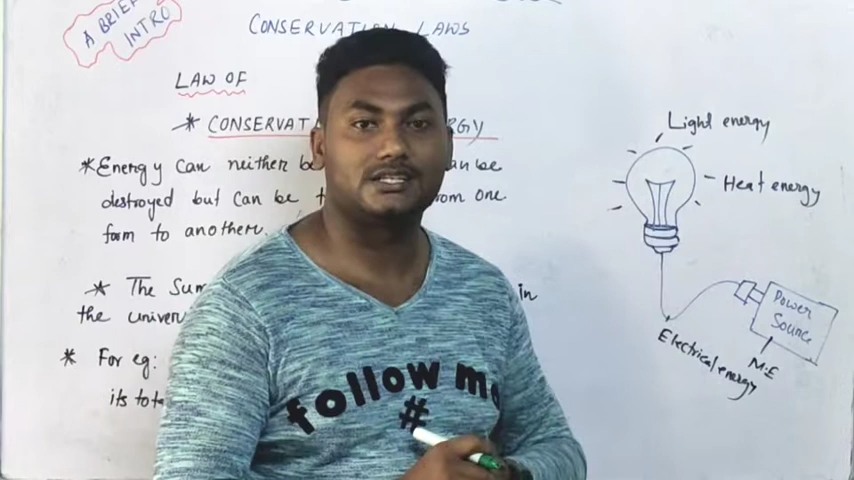 A BRIEF
INTRO
CONSERVATION LAWS
LAW OF
* CONSERVAT RGY
* Energy can neither be can be
destroyed but can be from one
form to another.
* The Sum in
the univer
* For eg:
its tota
Light energy
Heat energy
Power
Source
M.E
Electrical energy
follow me
#